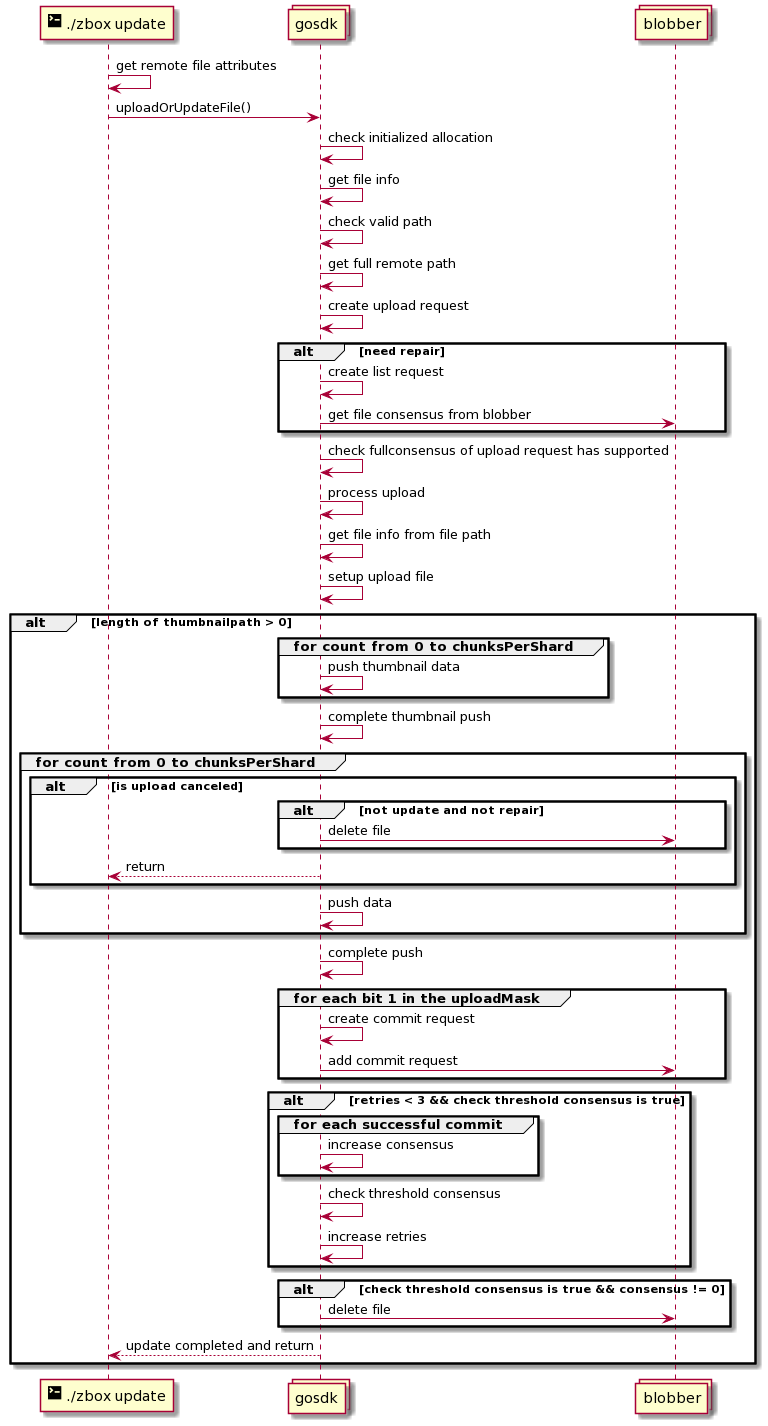 ./zbox update
gosdk
blobber
get remote file attributes
uploadOrUpdateFile()
check initialized allocation
get file info
check valid path
get full remote path
create upload request
alt [need repair]
create list request
get file consensus from blobber
check fullconsensus of upload request has supported
process upload
get file info from file path
setup upload file
alt [length of thumbnailpath > 0]
for count from 0 to chunksPerShard
push thumbnail data
complete thumbnail push
for count from 0 to chunksPerShard
alt [is upload canceled]
alt [not update and not repair]
delete file
return
push data
complete push
for each bit 1 in the uploadMask
create commit request
add commit request
alt [retries < 3 && check threshold consensus is true]
for each successful commit
increase consensus
check threshold consensus
increase retries
alt [check threshold consensus is true && consensus != 0]
delete file
update completed and return
./zbox update
gosdk
blobber